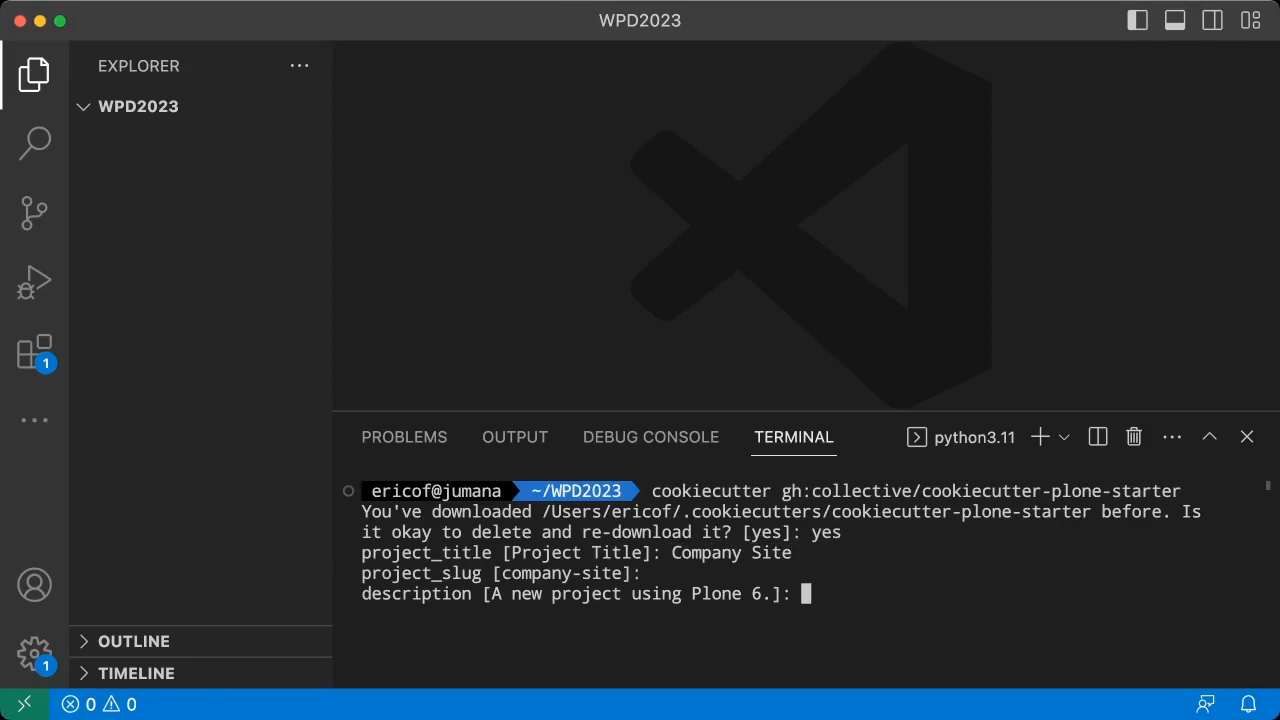 WPD2023
EXPLORER
WPD2023
1
PROBLEMS OUTPUT DEBUG CONSOLE TERMINAL python3.11
ericof@jumana ~/WPD2023 cookiecutter gh:collective/cookiecutter-plone-starter
You've downloaded /Users/ericof/.cookiecutters/cookiecutter-plone-starter before. Is
it okay to delete and re-download it? [yes]: yes
project_title [Project Title]: Company Site
project_slug [company-site]:
description [A new project using Plone 6.]:
OUTLINE
1
TIMELINE
0 0